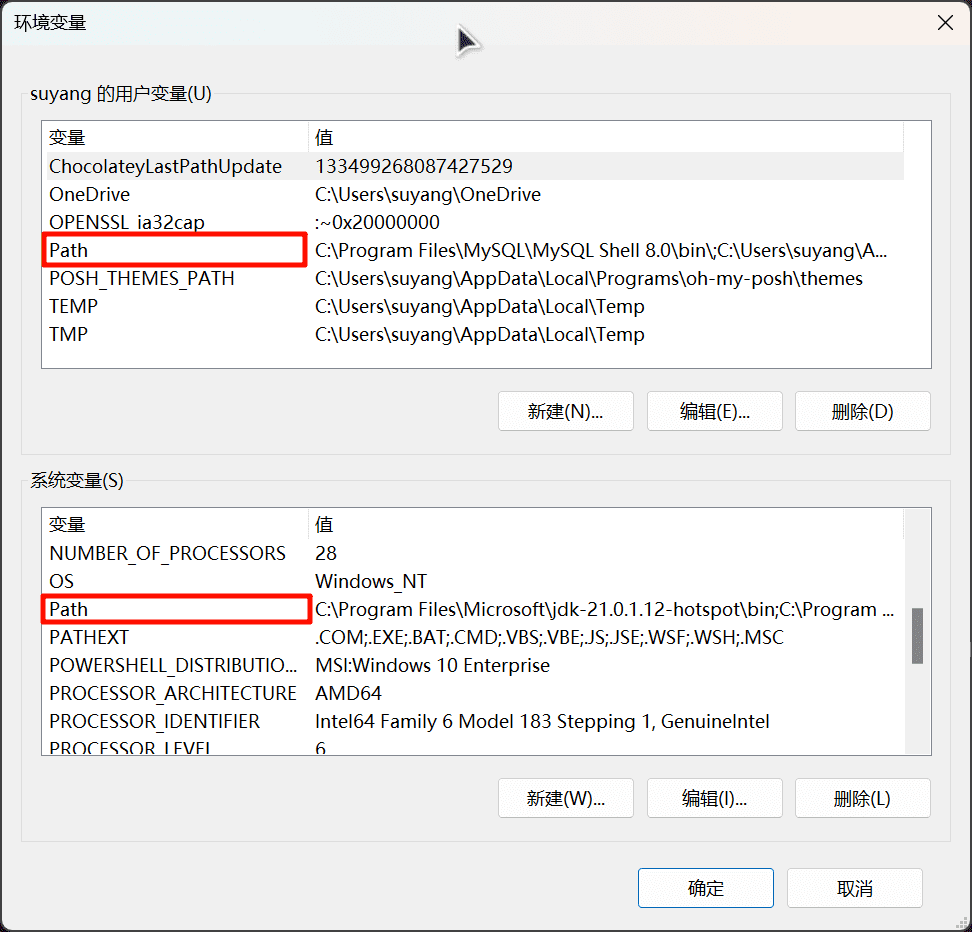 环境变量
suyang 的用户变量(U)
变量 值
ChocolateyLastPathUpdate 133499268087427529
OneDrive C:\Users\suyang\OneDrive
OPENSSL_ia32cap :~0x20000000
Path C:\Program Files\MySQL\MySQL Shell 8.0\bin\;C:\Users\suyang\A...
POSH_THEMES_PATH C:\Users\suyang\AppData\Local\Programs\oh-my-posh\themes
TEMP C:\Users\suyang\AppData\Local\Temp
TMP C:\Users\suyang\AppData\Local\Temp
新建(N)... 编辑(E)... 删除(D)
系统变量(S)
变量 值
NUMBER_OF_PROCESSORS 28
OS Windows_NT
Path C:\Program Files\Microsoft\jdk-21.0.1.12-hotspot\bin;C:\Program ...
PATHEXT .COM;.EXE;.BAT;.CMD;.VBS;.VBE;.JS;.JSE;.WSF;.WSH;.MSC
POWERSHELL_DISTRIBUTIO... MSI:Windows 10 Enterprise
PROCESSOR_ARCHITECTURE AMD64
PROCESSOR_IDENTIFIER Intel64 Family 6 Model 183 Stepping 1, GenuineIntel
PROCESSOR_LEVEL 6
新建(W)... 编辑(I)... 删除(L)
确定 取消